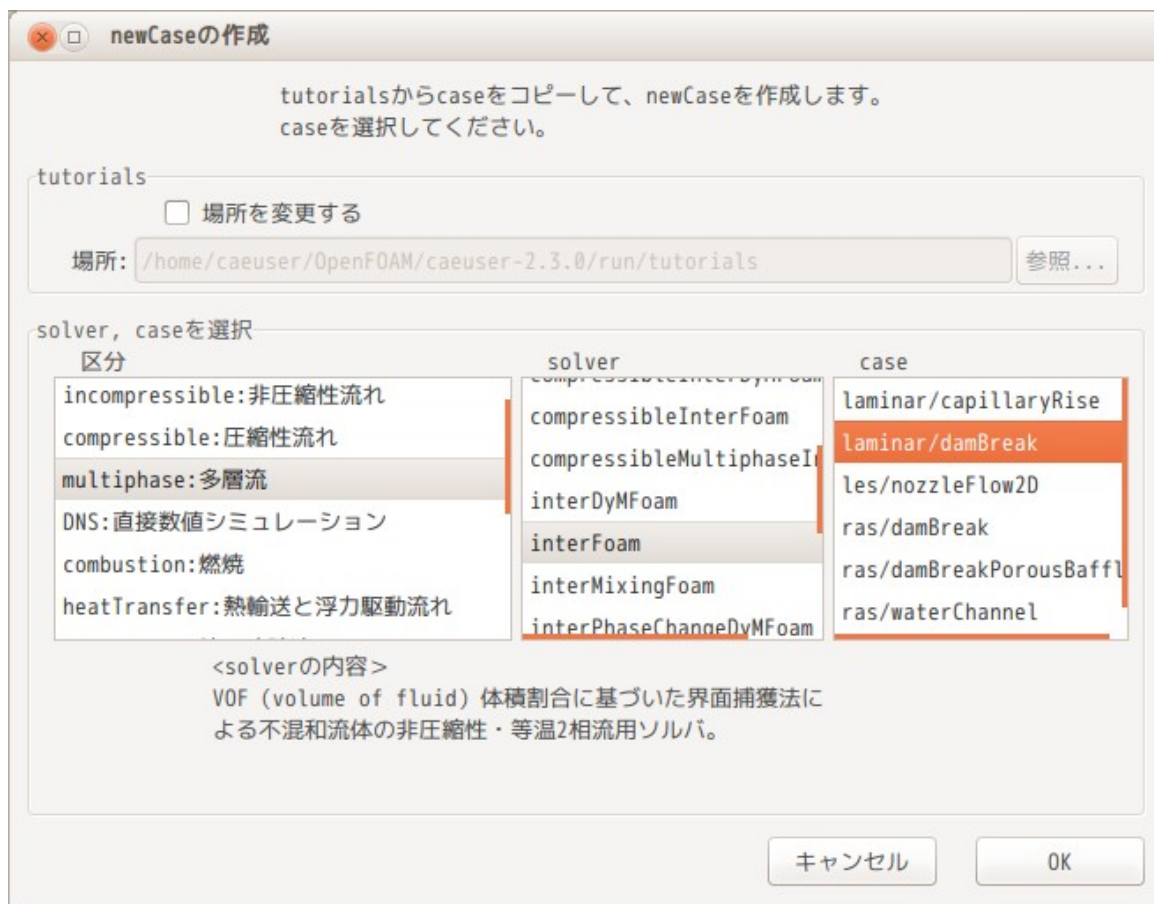 newCaseの作成
tutorialsからcaseをコピーして、newCaseを作成します。
caseを選択してください。
tutorials
場所を変更する
場所: /home/caeuser/OpenFOAM/caeuser-2.3.0/run/tutorials 参照...
solver, caseを選択
区分 solver case
incompressible:非圧縮性流れ
compressible:圧縮性流れ
multiphase:多層流
DNS:直接数値シミュレーション
combustion:燃焼
heatTransfer:熱輸送と浮力駆動流れ
compressibleInterDyMFoam
compressibleInterFoam
compressibleMultiphaseI
interDyMFoam
interFoam
interMixingFoam
interPhaseChangeDyMFoam
laminar/capillaryRise
laminar/damBreak
les/nozzleFlow2D
ras/damBreak
ras/damBreakPorousBaffl
ras/waterChannel
<solverの内容>
VOF (volume of fluid) 体積割合に基づいた界面捕獲法に
よる不混和流体の非圧縮性・等温2相流用ソルバ。
キャンセル OK